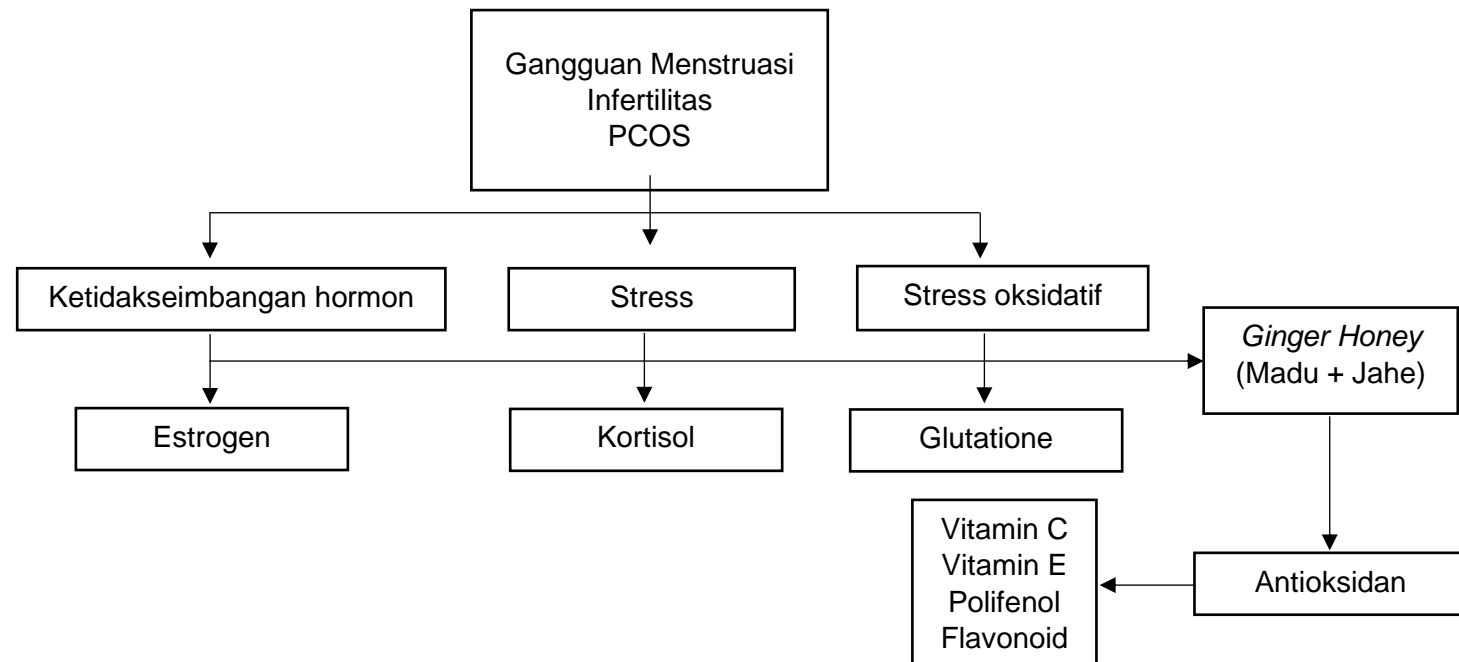 Gangguan Menstruasi
Infertilitas
PCOS
Ketidakseimbangan hormon
Stress
Stress oksidatif
Ginger Honey
(Madu + Jahe)
Estrogen
Kortisol
Glutatione
Vitamin C
Vitamin E
Polifenol
Flavonoid
Antioksidan